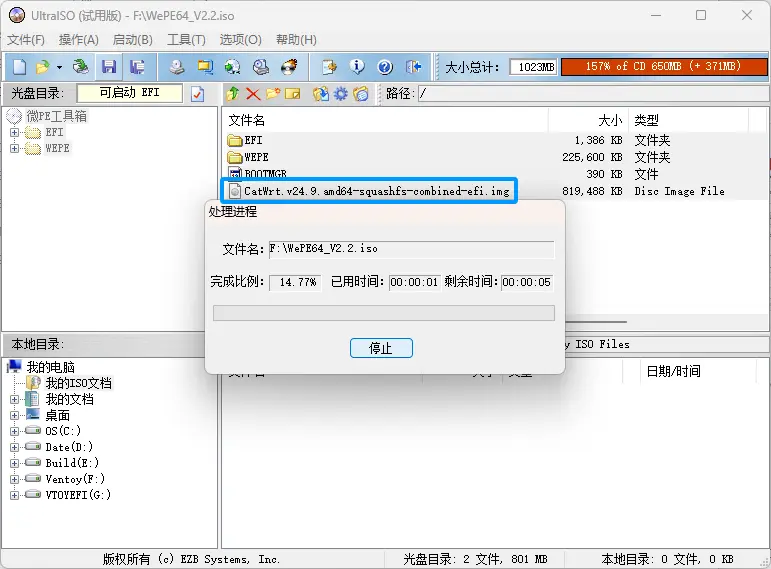 UltraISO (试用版) - F:\WePE64_V2.2.iso
文件(F) 操作(A) 启动(B) 工具(T) 选项(O) 帮助(H)
大小总计: 1023MB 157% of CD 650MB (+ 371MB)
光盘目录: 可启动 EFI 路径: /
微PE工具箱
EFI
WEPE
文件名 大小 类型
EFI 1,386 KB 文件夹
WEPE 225,600 KB 文件夹
BOOTMGR 390 KB 文件
CatWrt.v24.9.amd64-squashfs-combined-efi.img 819,488 KB Disc Image File
处理进程
文件名: F:\WePE64_V2.2.iso
完成比例: 14.77% 已用时间: 00:00:01 剩余时间: 00:00:05
停止
本地目录:
y ISO Files
我的电脑
我的ISO文档
我的文档
桌面
OS(C:)
Date(D:)
Build(E:)
Ventoy(F:)
VTOYEFI(G:)
文件名 大小 类型 日期/时间
版权所有 (c) EZB Systems, Inc. 光盘目录: 2 文件, 801 MB 本地目录: 0 文件, 0 KB